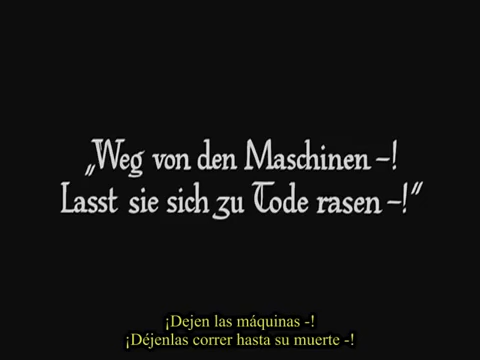 „Weg von den Maschinen –!
Lasst sie sich zu Tode rasen –!“
¡Dejen las máquinas -!
¡Déjenlas correr hasta su muerte -!